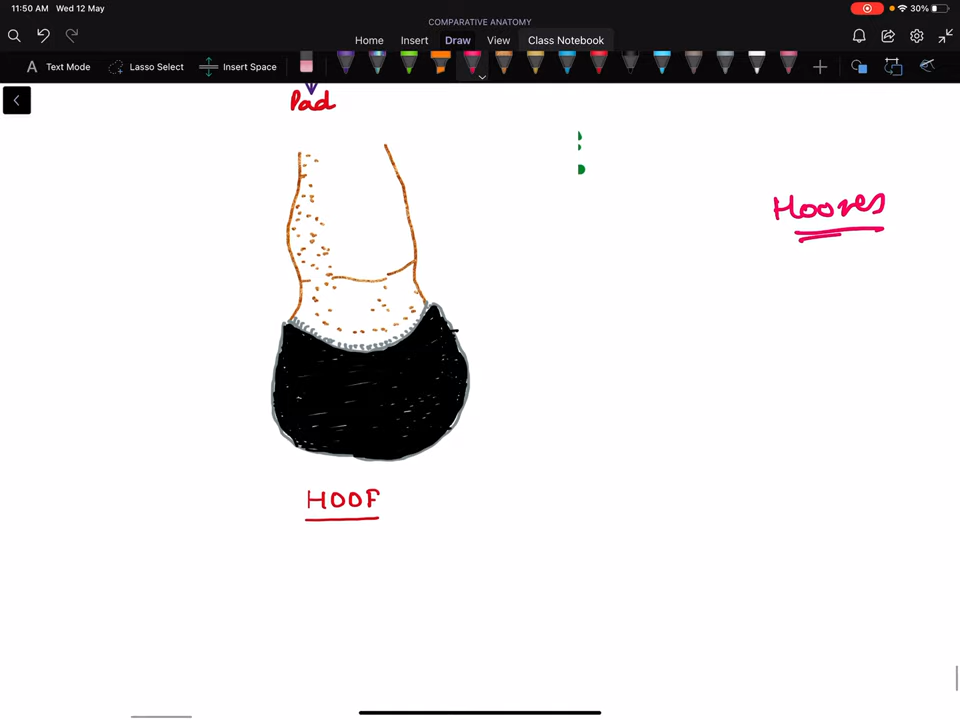 11:50 AM Wed 12 May
30%
COMPARATIVE ANATOMY
Home Insert Draw View Class Notebook
Text Mode Lasso Select Insert Space
Pad
Hooves
HOOF